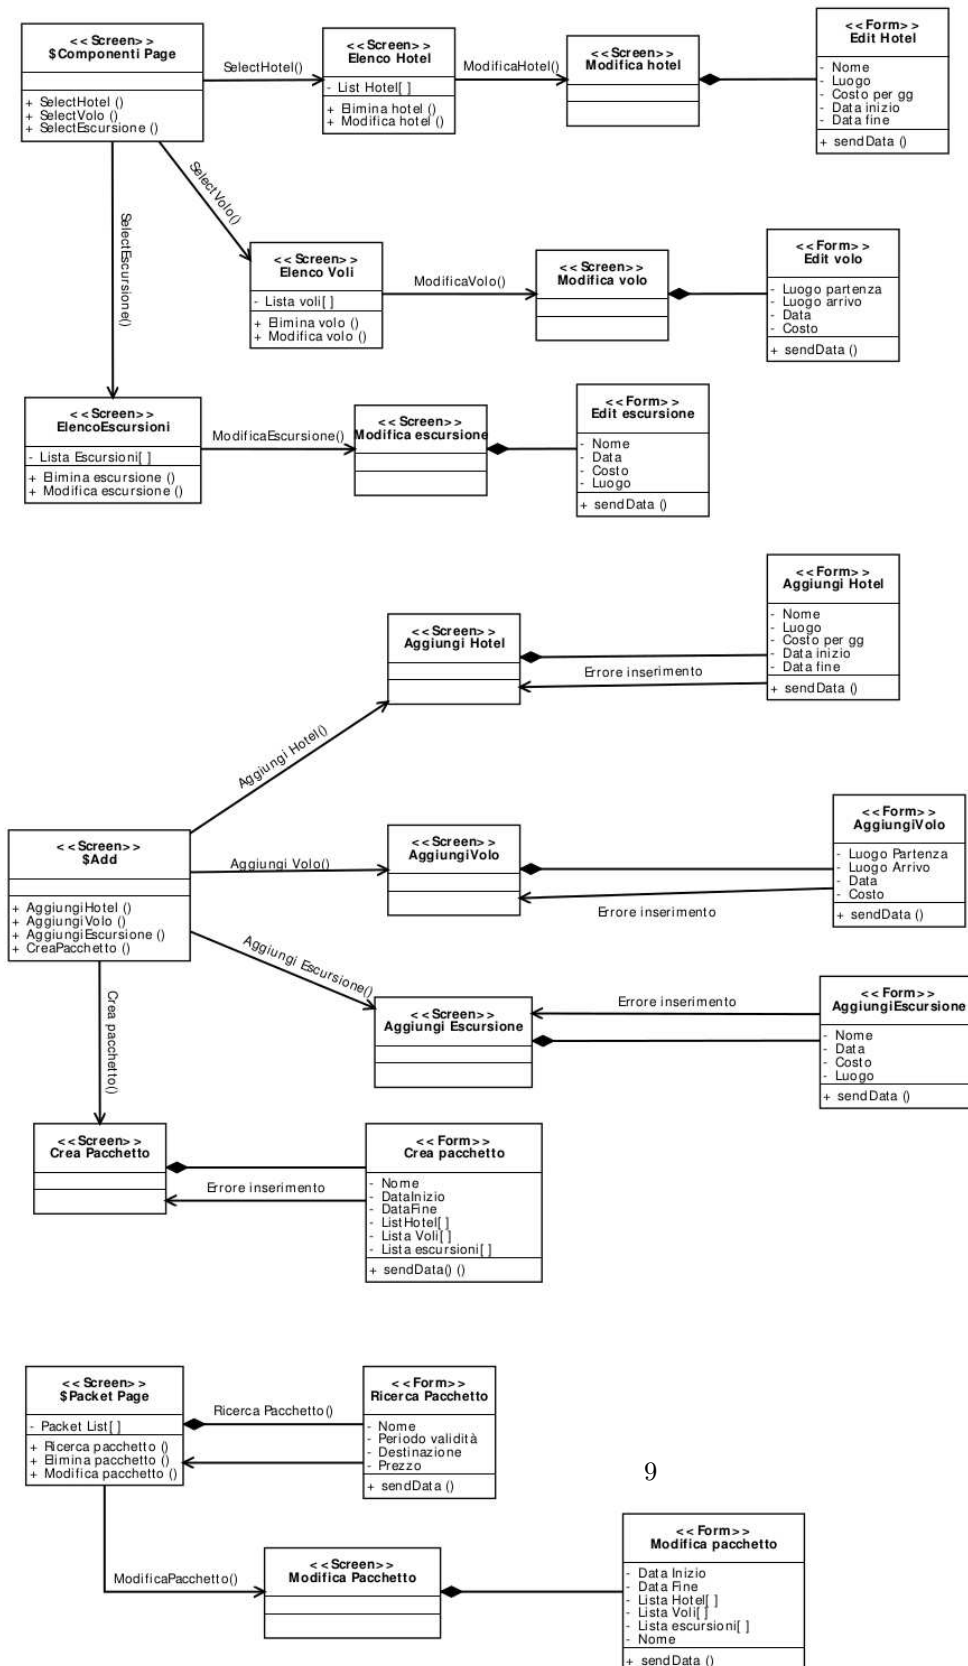 <<Screen>>
$Componenti Page
+ SelectHotel ()
+ SelectVolo ()
+ SelectEscursione ()
SelectHotel()
<<Screen>>
Elenco Hotel
- List Hotel[ ]
+ Elimina hotel ()
+ Modifica hotel ()
ModificaHotel()
<<Screen>>
Modifica hotel
<<Form>>
Edit Hotel
- Nome
- Luogo
- Costo per gg
- Data inizio
- Data fine
+ sendData ()
SelectVolo()
SelectEscursione()
<<Screen>>
Elenco Voli
- Lista voli[ ]
+ Elimina volo ()
+ Modifica volo ()
ModificaVolo()
<<Screen>>
Modifica volo
<<Form>>
Edit volo
- Luogo partenza
- Luogo arrivo
- Data
- Costo
+ sendData ()
<<Screen>>
ElencoEscursioni
- Lista Escursioni[ ]
+ Elimina escursione ()
+ Modifica escursione ()
ModificaEscursione()
<<Screen>>
Modifica escursione
<<Form>>
Edit escursione
- Nome
- Data
- Costo
- Luogo
+ sendData ()
<<Screen>>
Aggiungi Hotel
<<Form>>
Aggiungi Hotel
- Nome
- Luogo
- Costo per gg
- Data inizio
- Data fine
+ sendData ()
Errore inserimento
Aggiungi Hotel()
<<Screen>>
$Add
+ AggiungiHotel ()
+ AggiungiVolo ()
+ AggiungiEscursione ()
+ CreaPacchetto ()
Aggiungi Volo()
<<Screen>>
AggiungiVolo
<<Form>>
AggiungiVolo
- Luogo Partenza
- Luogo Arrivo
- Data
- Costo
+ sendData ()
Errore inserimento
Aggiungi Escursione()
<<Screen>>
Aggiungi Escursione
Errore inserimento
<<Form>>
AggiungiEscursione
- Nome
- Data
- Costo
- Luogo
+ sendData ()
Crea pacchetto()
<<Screen>>
Crea Pacchetto
Errore inserimento
<<Form>>
Crea pacchetto
- Nome
- DataInizio
- DataFine
- ListHotel[ ]
- Lista Voli[ ]
- Lista escursioni[ ]
+ sendData() ()
<<Screen>>
$Packet Page
- Packet List[ ]
+ Ricerca pacchetto ()
+ Elimina pacchetto ()
+ Modifica pacchetto ()
Ricerca Pacchetto()
<<Form>>
Ricerca Pacchetto
- Nome
- Periodo validità
- Destinazione
- Prezzo
+ sendData ()
9
ModificaPacchetto()
<<Screen>>
Modifica Pacchetto
<<Form>>
Modifica pacchetto
- Data Inizio
- Data Fine
- Lista Hotel[ ]
- Lista Voli[ ]
- Lista escursioni[ ]
- Nome
+ sendData ()